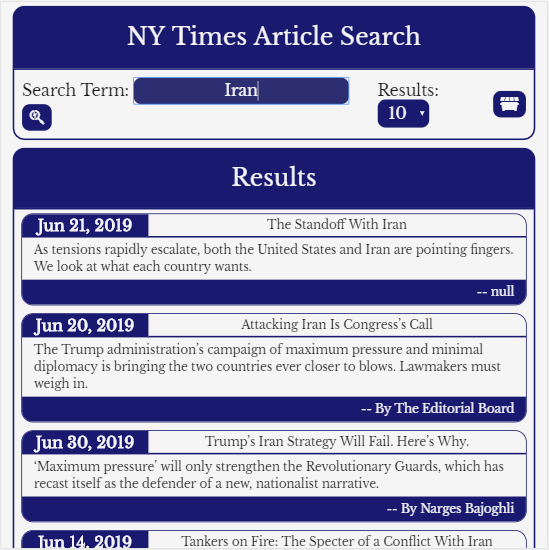 NY Times Article Search
Search Term: Iran
Results:
10
Results
Jun 21, 2019 The Standoff With Iran
As tensions rapidly escalate, both the United States and Iran are pointing fingers.
We look at what each country wants.
-- null
Jun 20, 2019 Attacking Iran Is Congress’s Call
The Trump administration’s campaign of maximum pressure and minimal
diplomacy is bringing the two countries ever closer to blows. Lawmakers must
weigh in.
-- By The Editorial Board
Jun 30, 2019 Trump’s Iran Strategy Will Fail. Here’s Why.
‘Maximum pressure’ will only strengthen the Revolutionary Guards, which has
recast itself as the defender of a new, nationalist narrative.
-- By Narges Bajoghli
Jun 14, 2019 Tankers on Fire: The Specter of a Conflict With Iran